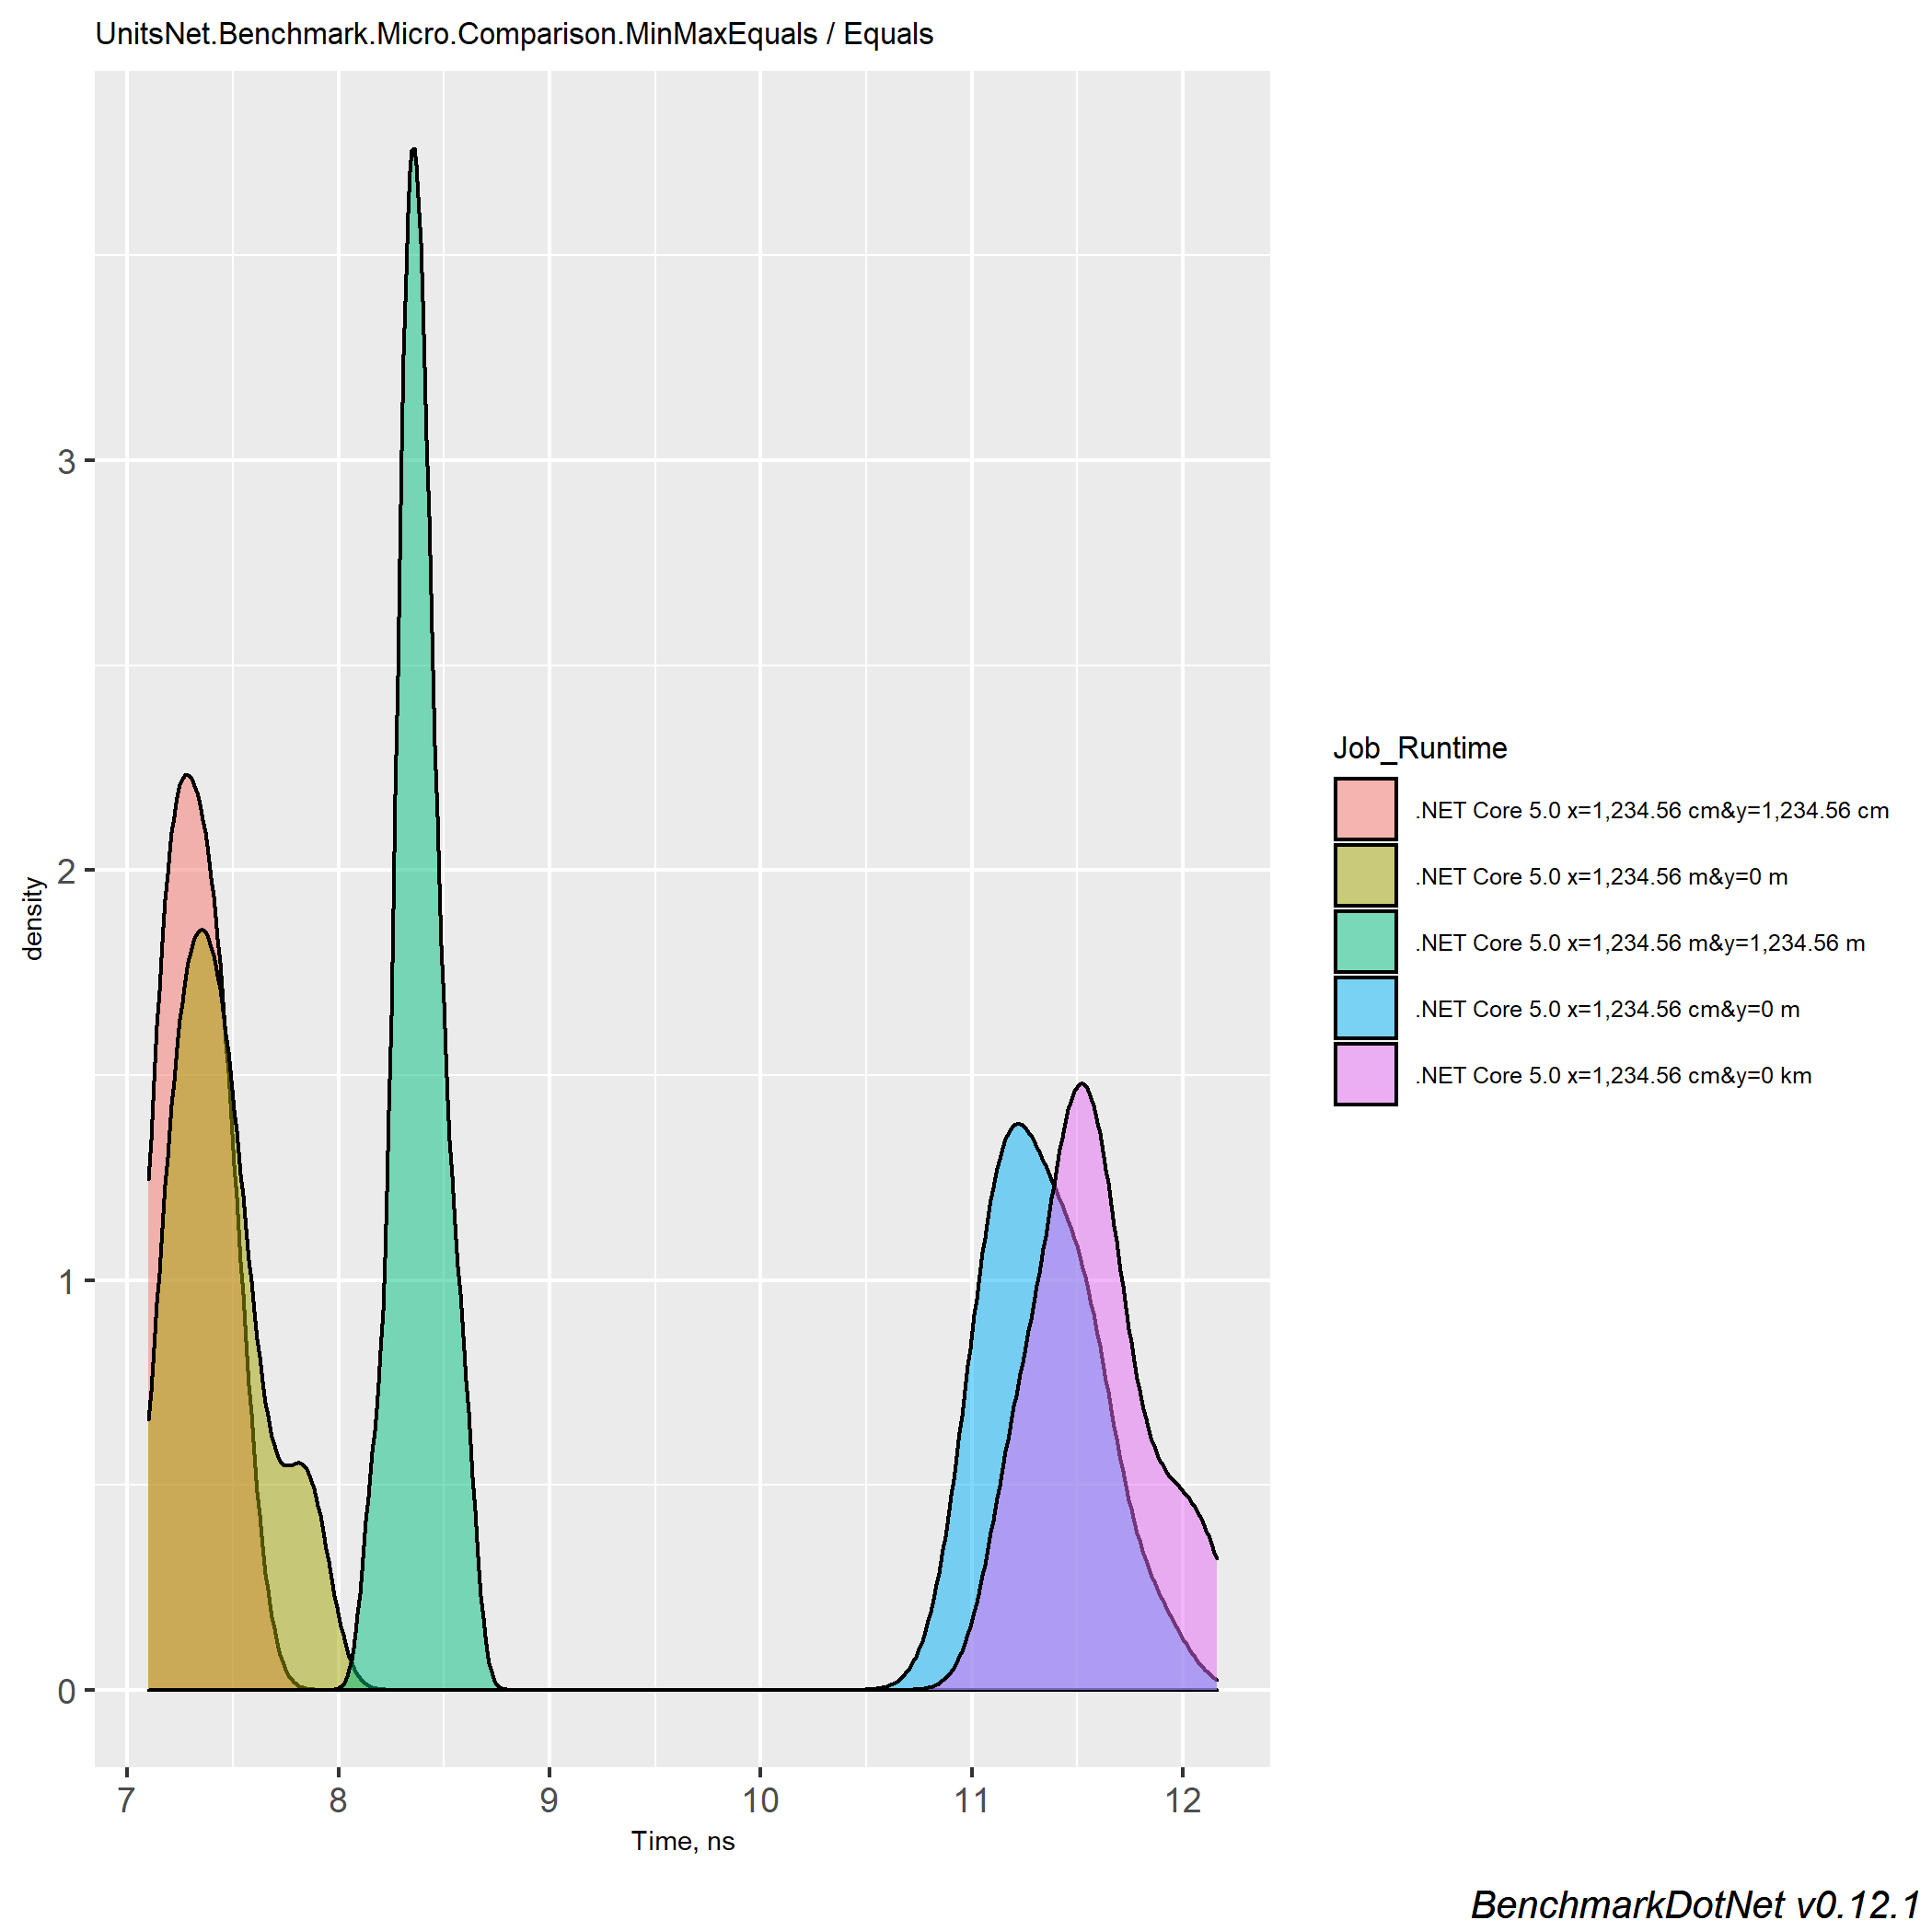 UnitsNet.Benchmark.Micro.Comparison.MinMaxEquals / Equals
density
3
2
1
0
7 8 9 10 11 12
Time, ns
Job_Runtime
.NET Core 5.0 x=1,234.56 cm&y=1,234.56 cm
.NET Core 5.0 x=1,234.56 m&y=0 m
.NET Core 5.0 x=1,234.56 m&y=1,234.56 m
.NET Core 5.0 x=1,234.56 cm&y=0 m
.NET Core 5.0 x=1,234.56 cm&y=0 km
BenchmarkDotNet v0.12.1